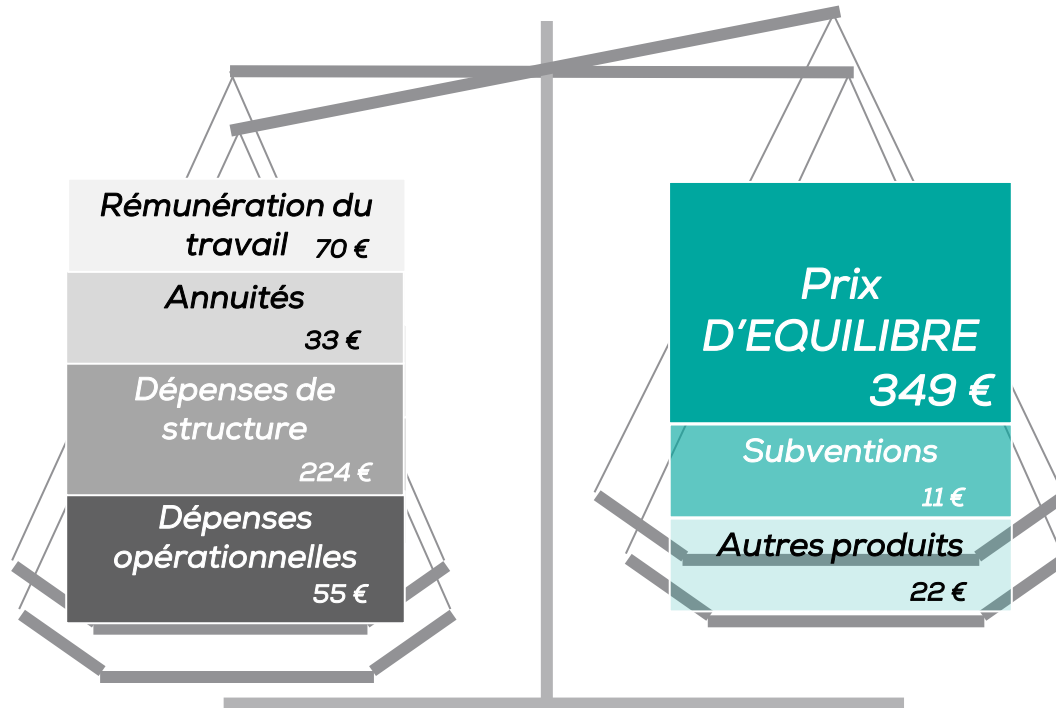 Rémunération du
travail 70 €
Annuités
33 €
Dépenses de
structure
224 €
Dépenses
opérationnelles
55 €
Prix
D'EQUILIBRE
349 €
Subventions
11 €
Autres produits
22 €